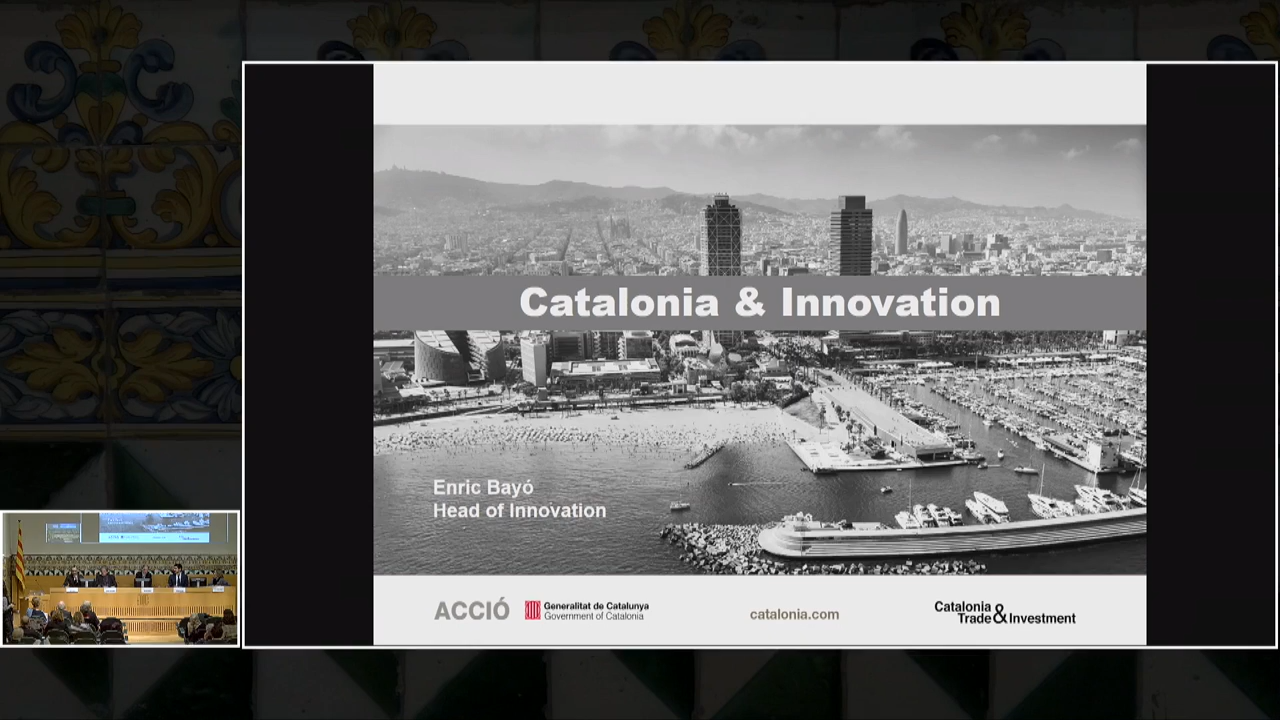 Catalonia & Innovation
Enric Bayó
Head of Innovation
ACCIÓ
Generalitat de Catalunya
Government of Catalonia
catalonia.com
Catalonia
Trade & Investment